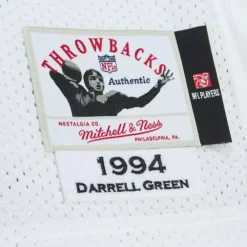 THROWBACKS
NFL
Authentic
NFL PLAYERS
NOSTALGIA CO.
Mitchell & Ness
PHILADELPHIA, PA.
1994
DARRELL GREEN